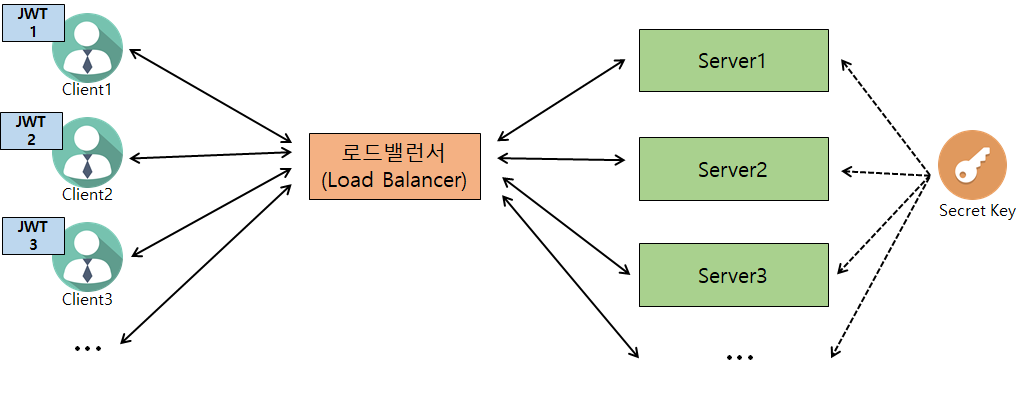 JWT
1
Client1
JWT
2
Client2
JWT
3
Client3
...
로드밸런서
(Load Balancer)
Server1
Server2
Server3
...
Secret Key